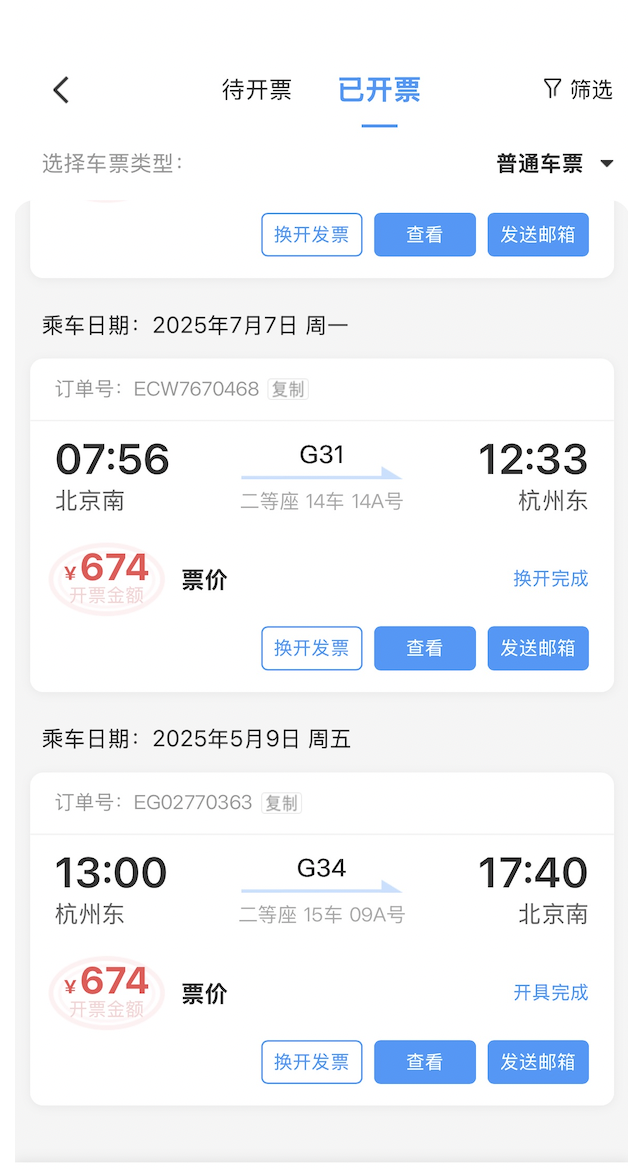 待开票 已开票 筛选
选择车票类型： 普通车票
换开发票 查看 发送邮箱
乘车日期：2025年7月7日 周一
订单号：ECW7670468 复制
07:56 G31 12:33
北京南 二等座 14车 14A号 杭州东
¥674 票价 换开完成
开票金额
换开发票 查看 发送邮箱
乘车日期：2025年5月9日 周五
订单号：EG02770363 复制
13:00 G34 17:40
杭州东 二等座 15车 09A号 北京南
¥674 票价 开具完成
开票金额
换开发票 查看 发送邮箱